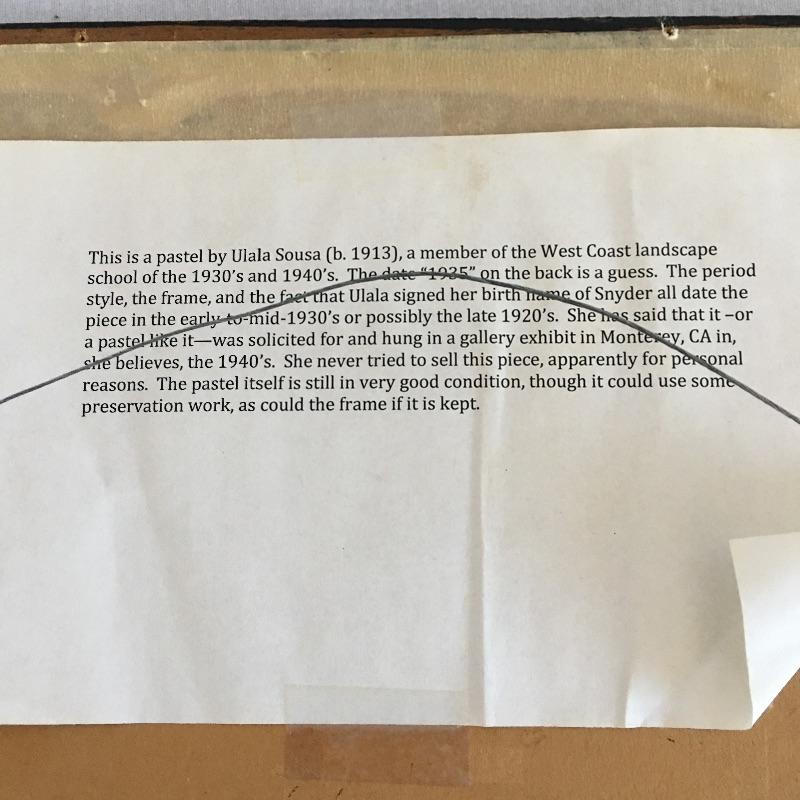 This is a pastel by Ulala Sousa (b. 1913), a member of the West Coast landscape
school of the 1930's and 1940's.  The date "1935" on the back is a guess.  The period
style, the frame, and the fact that Ulala signed her birth name of Snyder all date the
piece in the early-to-mid-1930's or possibly the late 1920's.  She has said that it –or
a pastel like it—was solicited for and hung in a gallery exhibit in Monterey, CA in,
she believes, the 1940's.  She never tried to sell this piece, apparently for personal
reasons.  The pastel itself is still in very good condition, though it could use some
preservation work, as could the frame if it is kept.